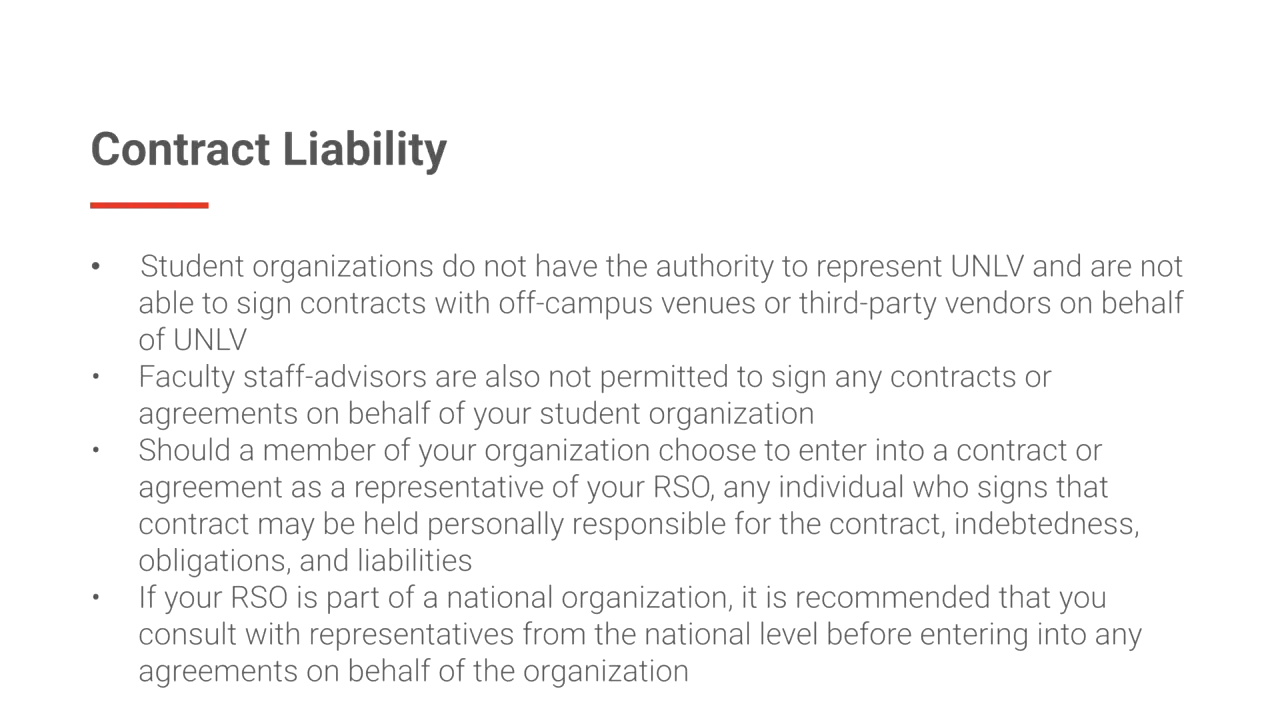 Contract Liability
• Student organizations do not have the authority to represent UNLV and are not
able to sign contracts with off-campus venues or third-party vendors on behalf
of UNLV
• Faculty staff-advisors are also not permitted to sign any contracts or
agreements on behalf of your student organization
• Should a member of your organization choose to enter into a contract or
agreement as a representative of your RSO, any individual who signs that
contract may be held personally responsible for the contract, indebtedness,
obligations, and liabilities
• If your RSO is part of a national organization, it is recommended that you
consult with representatives from the national level before entering into any
agreements on behalf of the organization